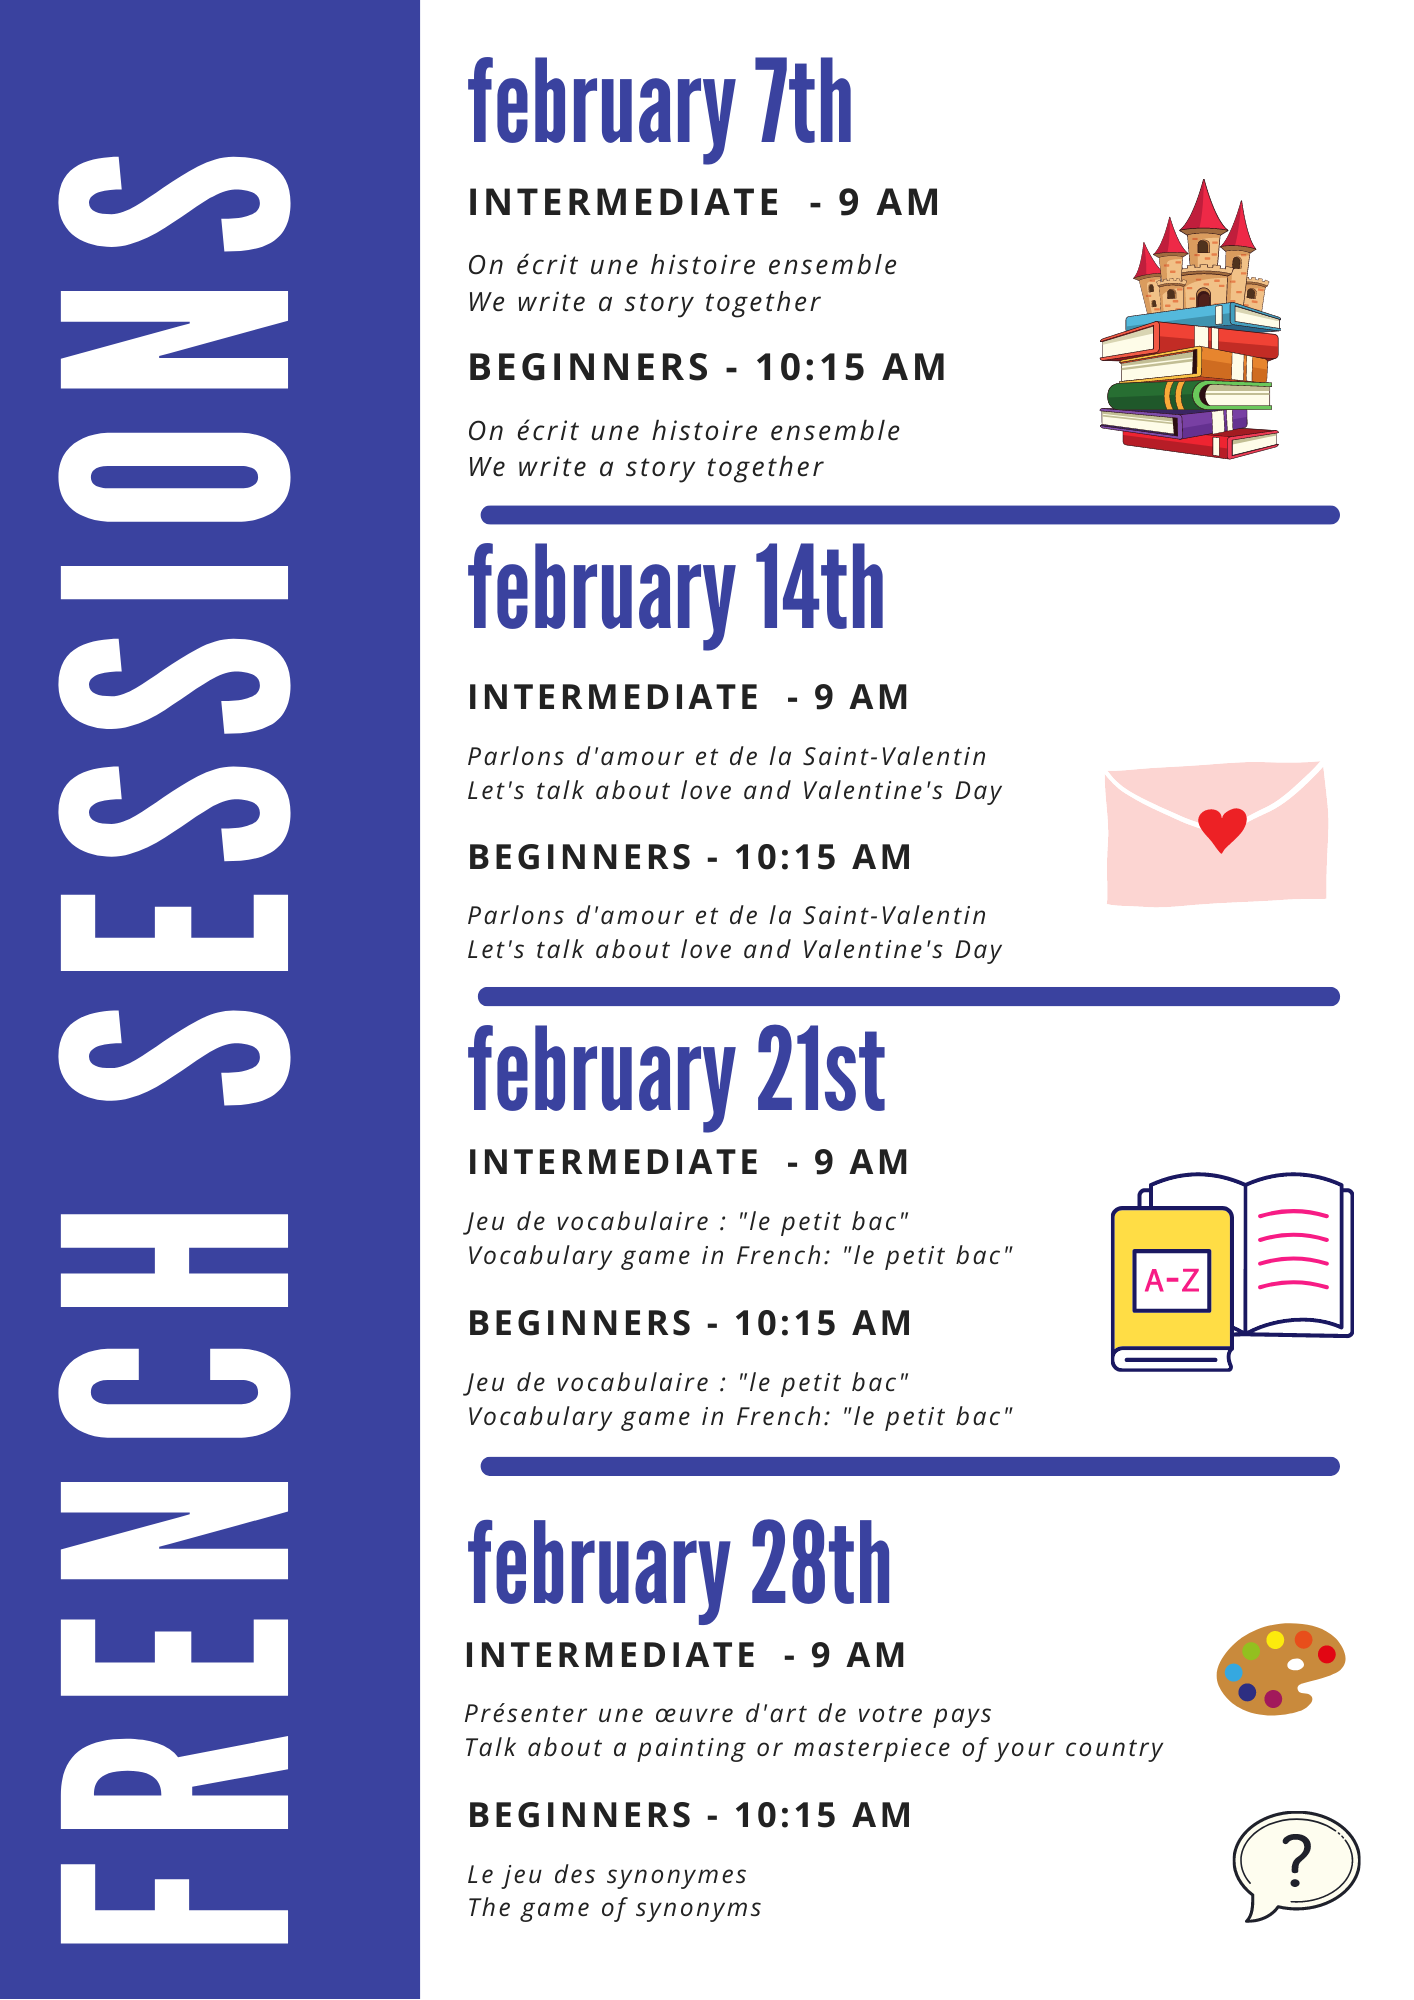 FRENCH SESSIONS
february 7th
INTERMEDIATE - 9 AM
On écrit une histoire ensemble
We write a story together
BEGINNERS - 10:15 AM
On écrit une histoire ensemble
We write a story together
february 14th
INTERMEDIATE - 9 AM
Parlons d'amour et de la Saint-Valentin
Let's talk about love and Valentine's Day
BEGINNERS - 10:15 AM
Parlons d'amour et de la Saint-Valentin
Let's talk about love and Valentine's Day
february 21st
INTERMEDIATE - 9 AM
Jeu de vocabulaire : "le petit bac"
Vocabulary game in French: "le petit bac"
A-Z
BEGINNERS - 10:15 AM
Jeu de vocabulaire : "le petit bac"
Vocabulary game in French: "le petit bac"
february 28th
INTERMEDIATE - 9 AM
Présenter une œuvre d'art de votre pays
Talk about a painting or masterpiece of your country
BEGINNERS - 10:15 AM
Le jeu des synonymes
The game of synonyms
?